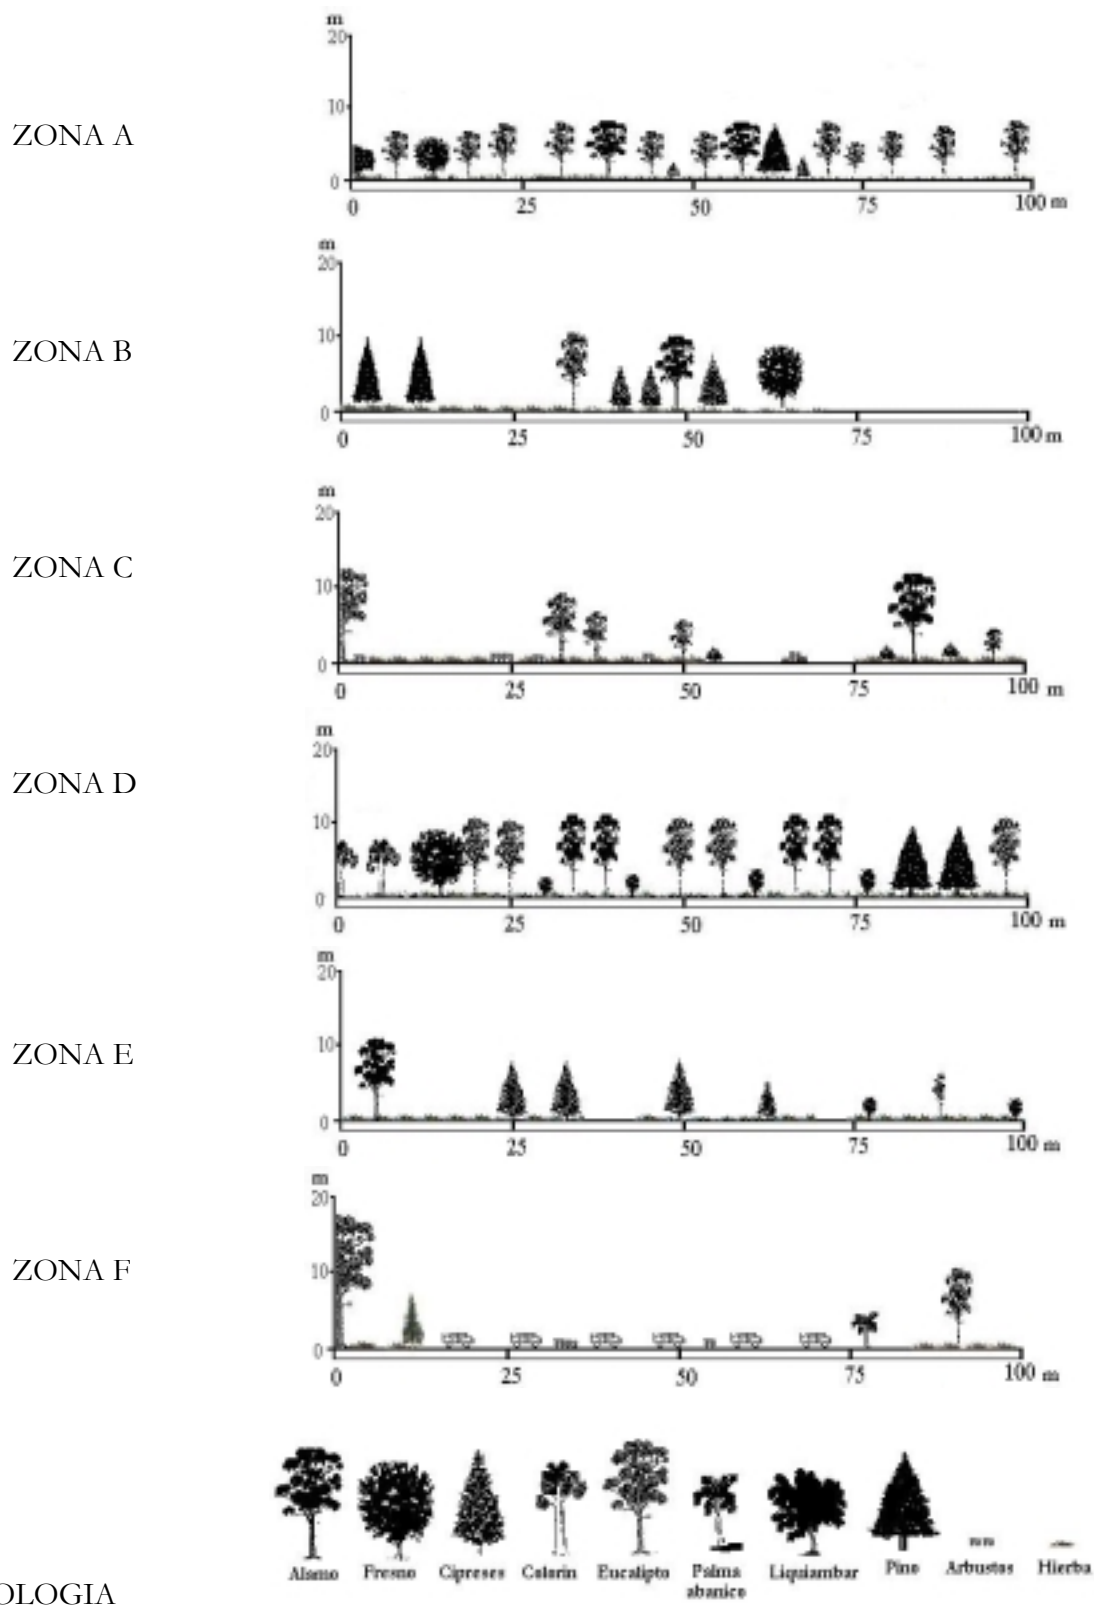 m
20
10
ZONA A
0
0 25 50 75 100 m
m
20
10
ZONA B
0
0 25 50 75 100 m
m
20
ZONA C
10
0
0 25 50 75 100 m
m
20
ZONA D
10
0
0 25 50 75 100 m
m
20
10
ZONA E
0
0 25 50 75 100 m
m
20
ZONA F
10
0
0 25 50 75 100 m
Alamo Fresno Cipreses Colorin Eucalipto Palma abanico Liquiambar Pino Arbustos Hierba
OLOGIA